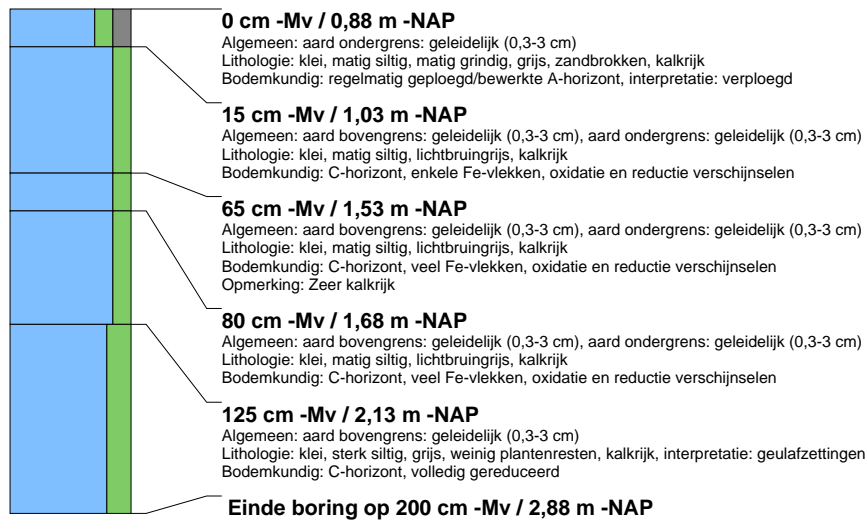 0 cm -Mv / 0,88 m -NAP
Algemeen: aard ondergrens: geleidelijk (0,3-3 cm)
Lithologie: klei, matig siltig, matig grindig, grijs, zandbrokken, kalkrijk
Bodemkundig: regelmatig geploegd/bewerkte A-horizont, interpretatie: verploegd
15 cm -Mv / 1,03 m -NAP
Algemeen: aard bovengrens: geleidelijk (0,3-3 cm), aard ondergrens: geleidelijk (0,3-3 cm)
Lithologie: klei, matig siltig, lichtbruingrijs, kalkrijk
Bodemkundig: C-horizont, enkele Fe-vlekken, oxidatie en reductie verschijnselen
65 cm -Mv / 1,53 m -NAP
Algemeen: aard bovengrens: geleidelijk (0,3-3 cm), aard ondergrens: geleidelijk (0,3-3 cm)
Lithologie: klei, matig siltig, lichtbruingrijs, kalkrijk
Bodemkundig: C-horizont, veel Fe-vlekken, oxidatie en reductie verschijnselen
Opmerking: Zeer kalkrijk
80 cm -Mv / 1,68 m -NAP
Algemeen: aard bovengrens: geleidelijk (0,3-3 cm), aard ondergrens: geleidelijk (0,3-3 cm)
Lithologie: klei, matig siltig, lichtbruingrijs, kalkrijk
Bodemkundig: C-horizont, veel Fe-vlekken, oxidatie en reductie verschijnselen
125 cm -Mv / 2,13 m -NAP
Algemeen: aard bovengrens: geleidelijk (0,3-3 cm)
Lithologie: klei, sterk siltig, grijs, weinig plantenresten, kalkrijk, interpretatie: geulafzettingen
Bodemkundig: C-horizont, volledig gereduceerd
Einde boring op 200 cm -Mv / 2,88 m -NAP